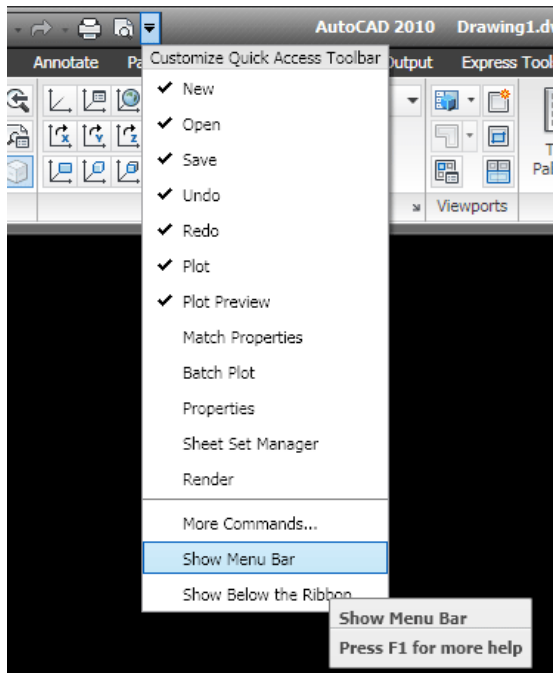 AutoCAD 2010 Drawing1.d
Annotate
Customize Quick Access Toolbar
Output
Express Tool
New
Open
Save
Undo
Redo
Plot
Plot Preview
Match Properties
Batch Plot
Properties
Sheet Set Manager
Render
More Commands...
Show Menu Bar
Show Below the Ribbon
Viewports
Show Menu Bar
Press F1 for more help